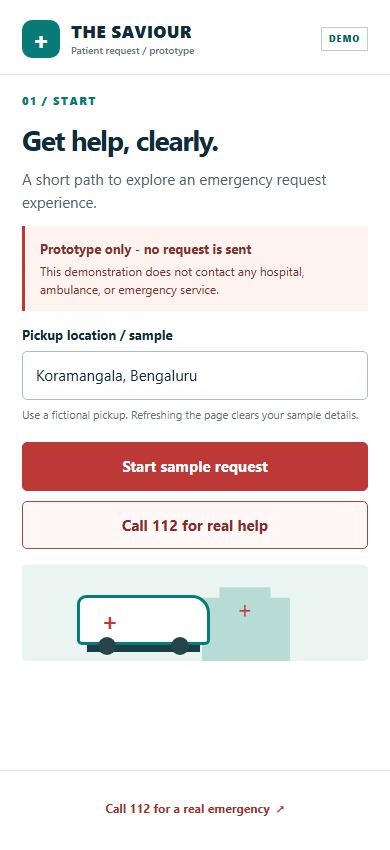 THE SAVIOUR
Patient request / prototype
DEMO
01 / START
Get help, clearly.
A short path to explore an emergency request
experience.
Prototype only - no request is sent
This demonstration does not contact any hospital,
ambulance, or emergency service.
Pickup location / sample
Koramangala, Bengaluru
Use a fictional pickup. Refreshing the page clears your sample details.
Start sample request
Call 112 for real help
Call 112 for a real emergency ↗